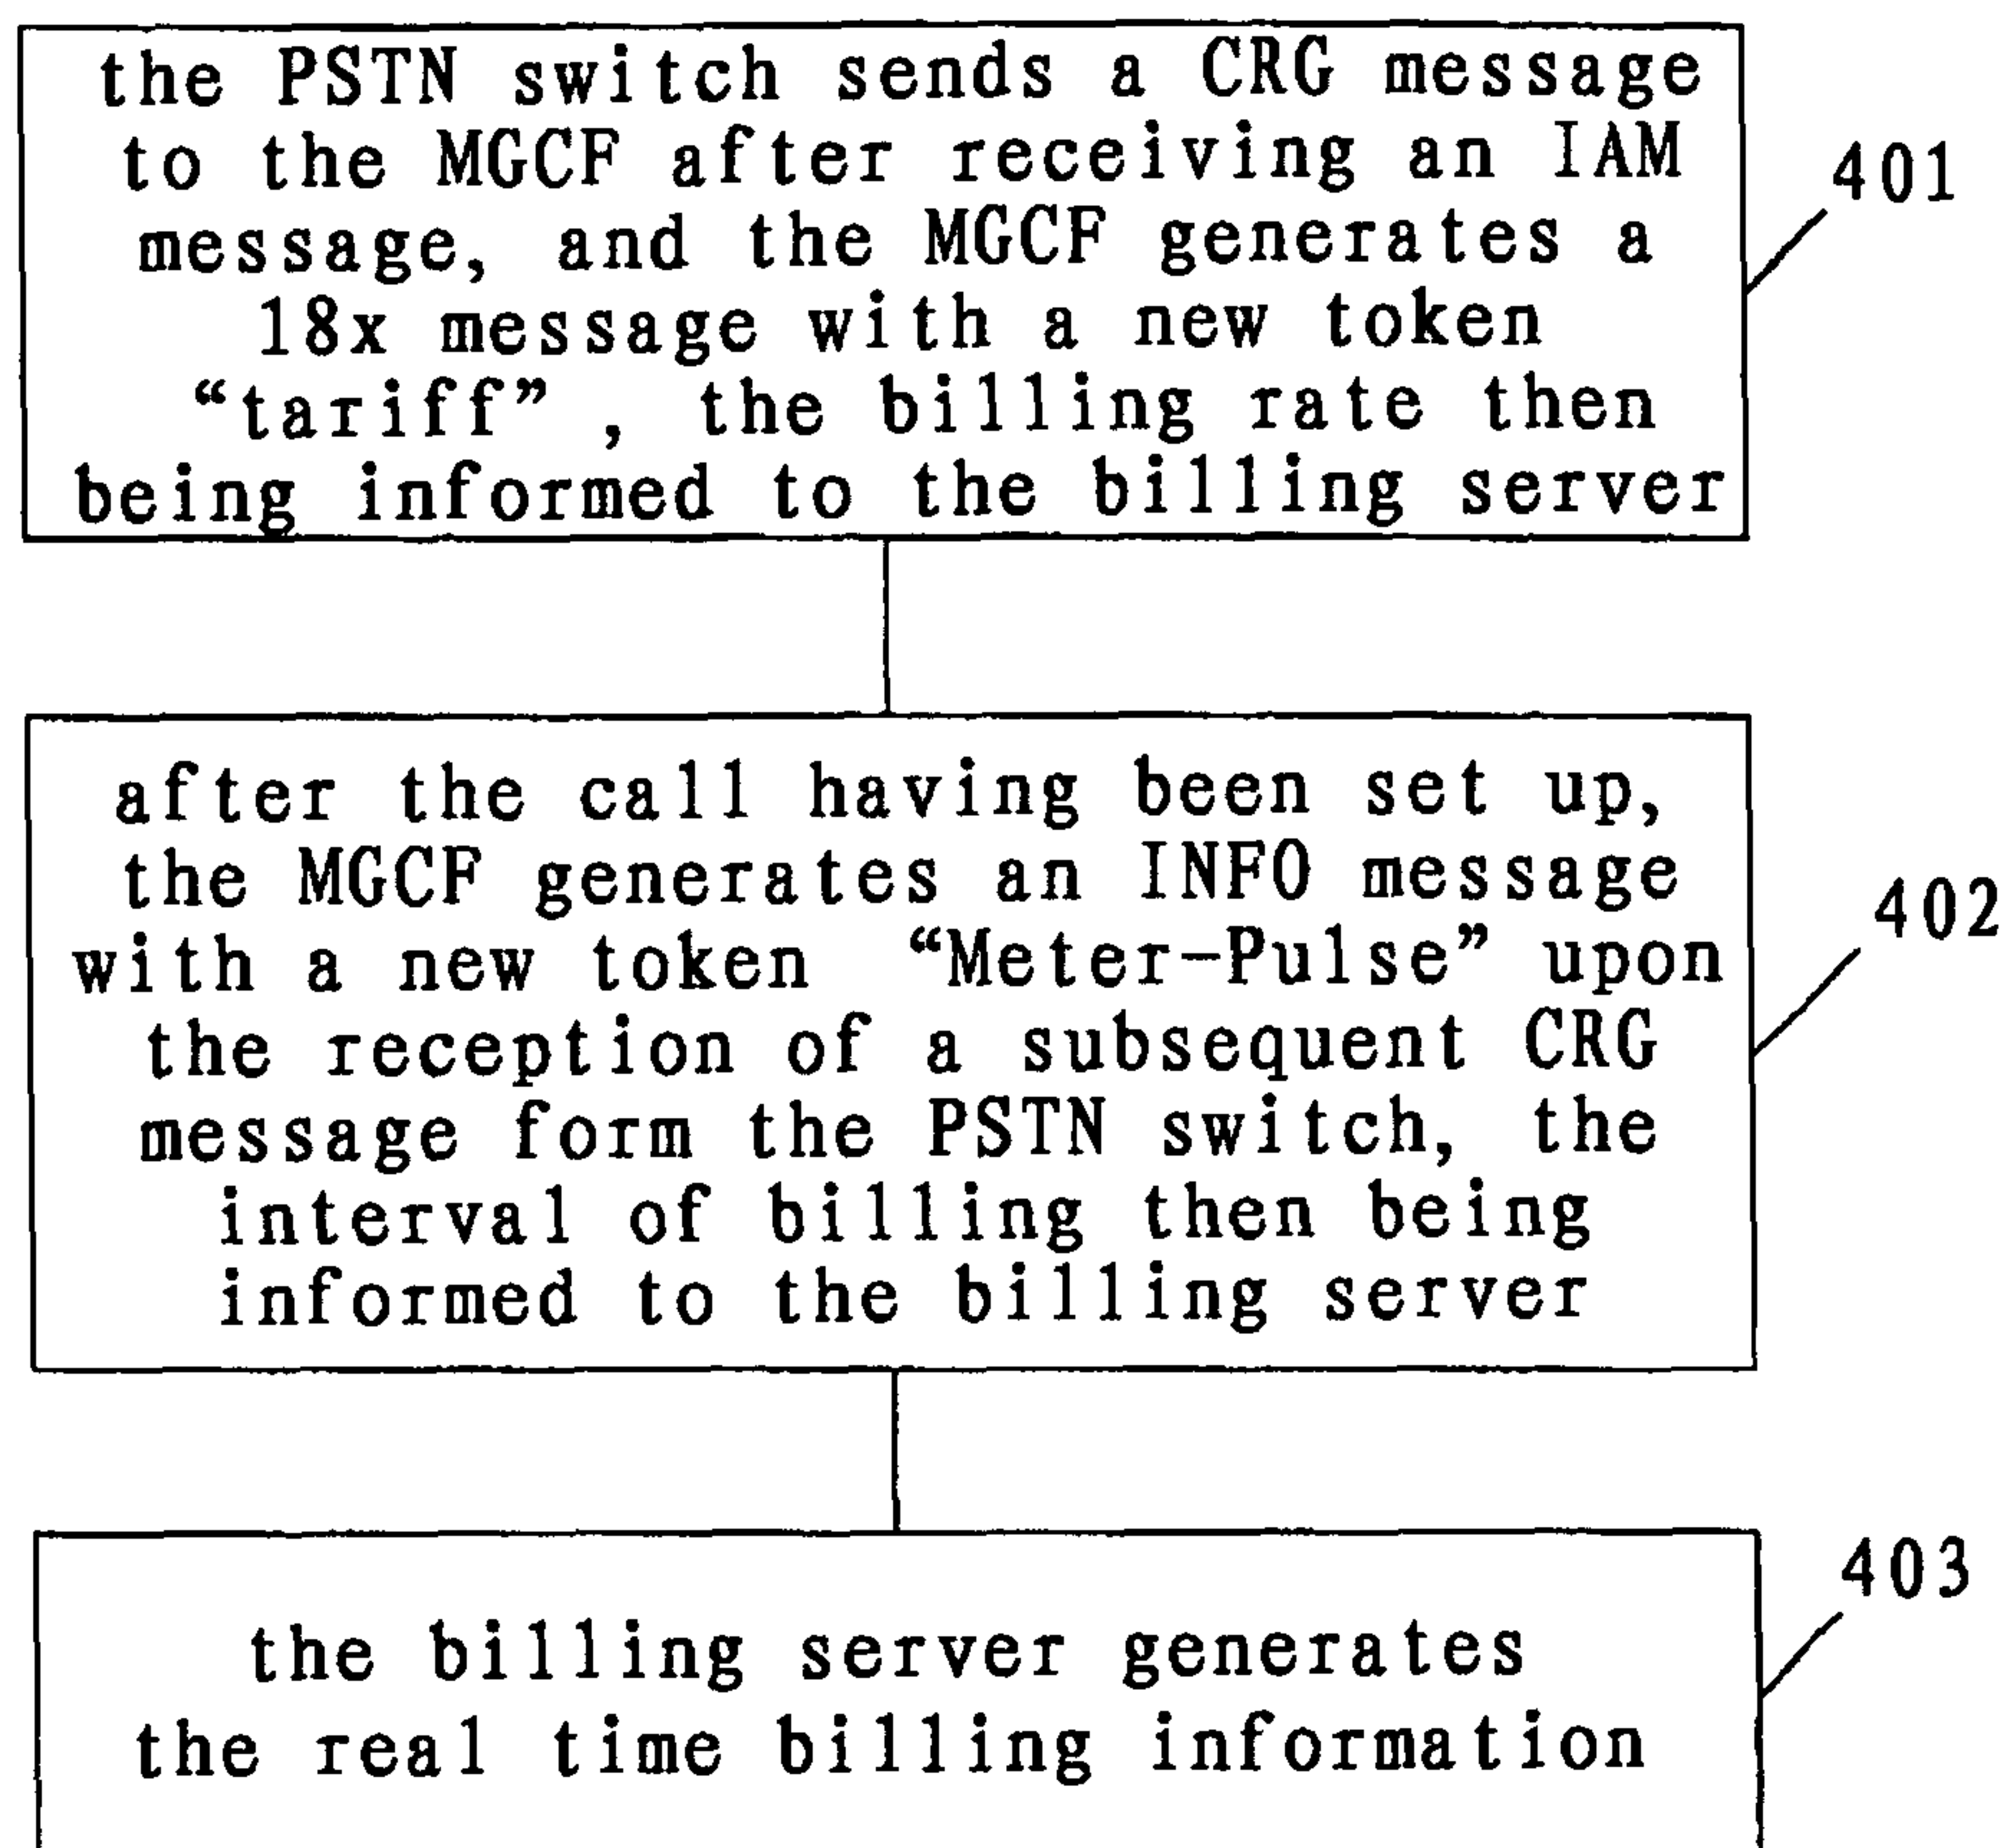 the PSTN switch sends a CRG message
to the MGCF after receiving an IAM
message, and the MGCF generates a
18x message with a new token
“tariff” , the billing rate then
being informed to the billing server
401
after the call having been set up,
the MGCF generates an INFO message
with a new token “Meter-Pulse” upon
the reception of a subsequent CRG
message form the PSTN switch, the
interval of billing then being
informed to the billing server
402
the billing server generates
the real time billing information
403